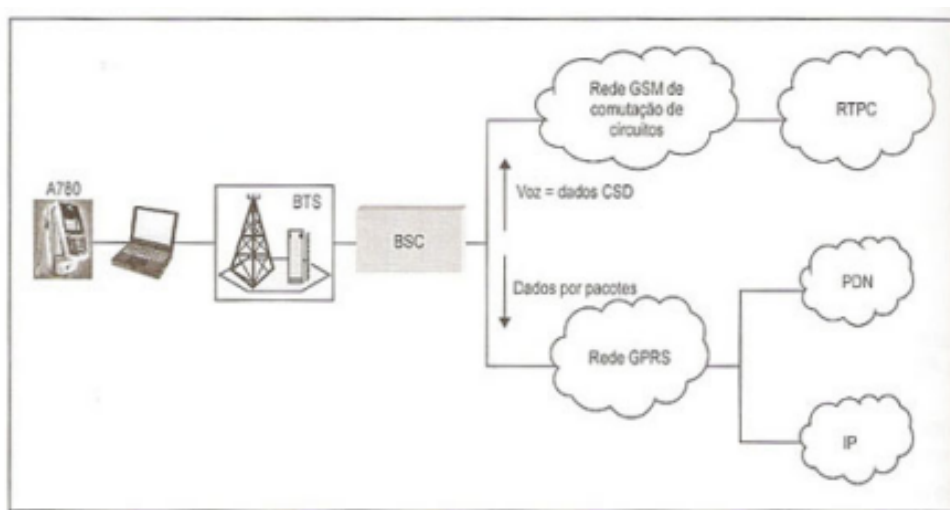 Rede GSM de
comutação de
circuitos
RTPC
A780
BTS
Voz = dados CSD
BSC
PDN
Dados por pacotes
Rede GPRS
IP